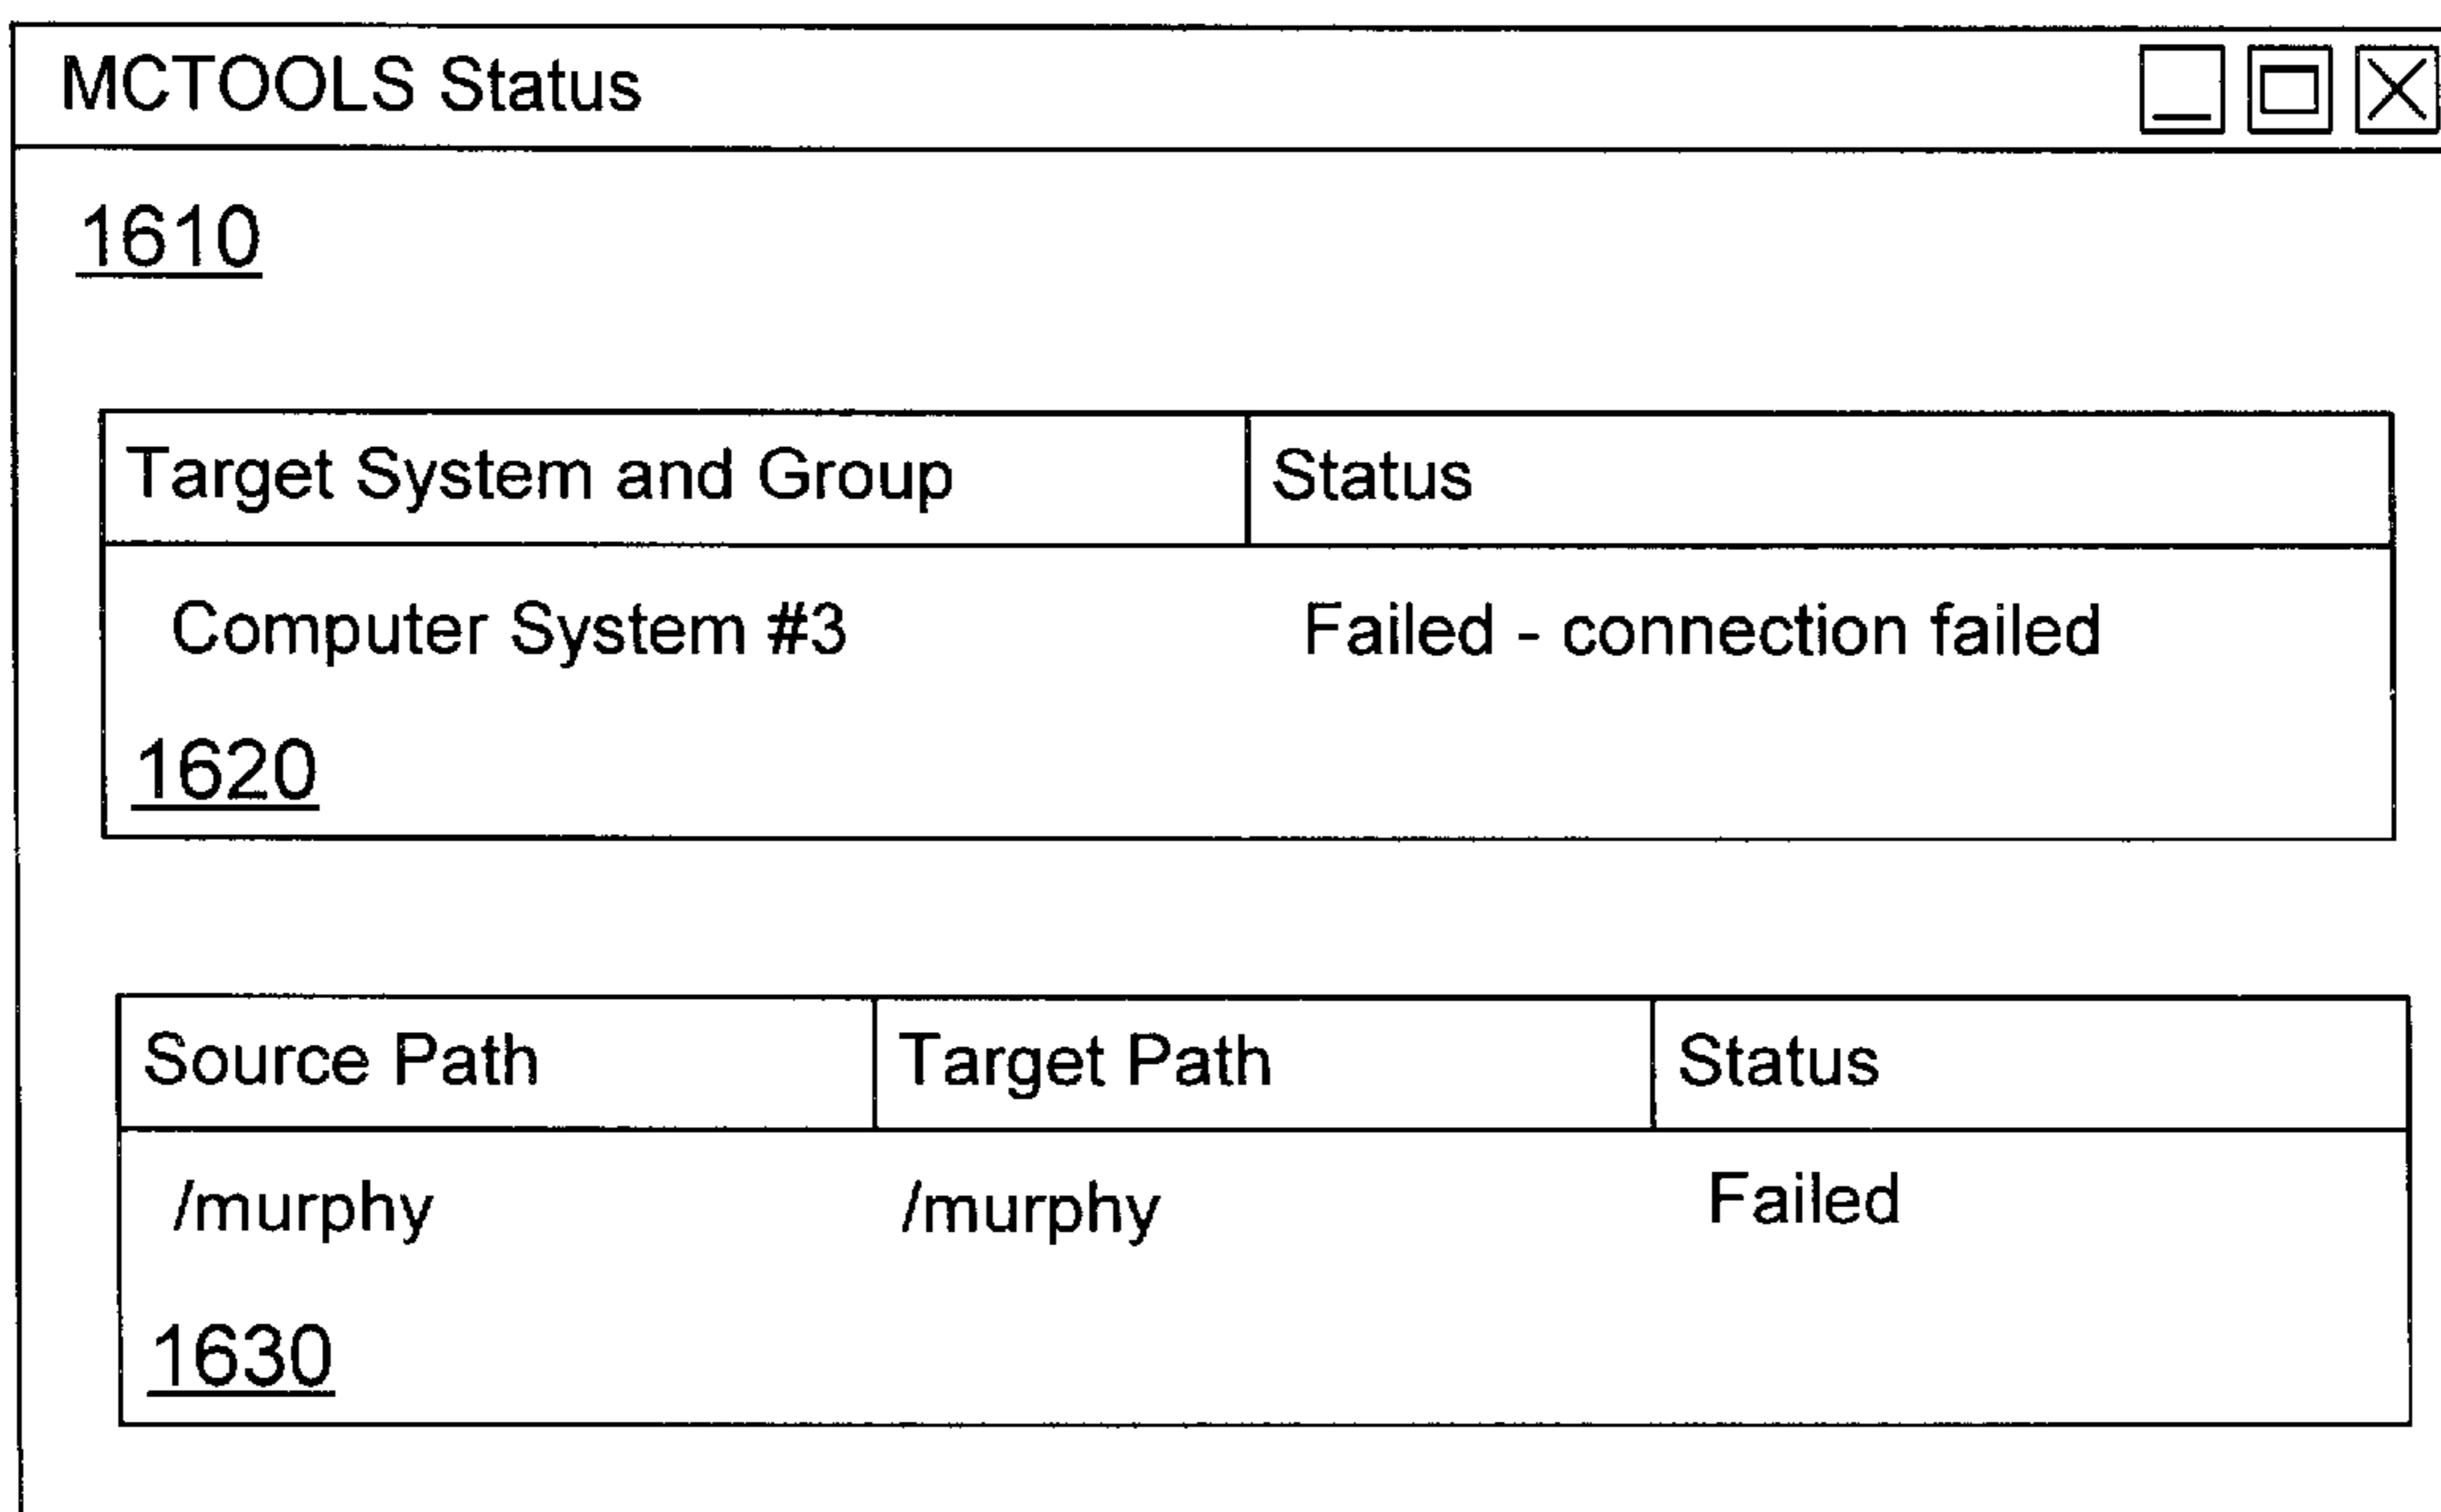 MCTOOLS Status
1610
Target System and Group Status
Computer System #3 Failed - connection failed
1620
Source Path Target Path Status
/murphy /murphy Failed
1630